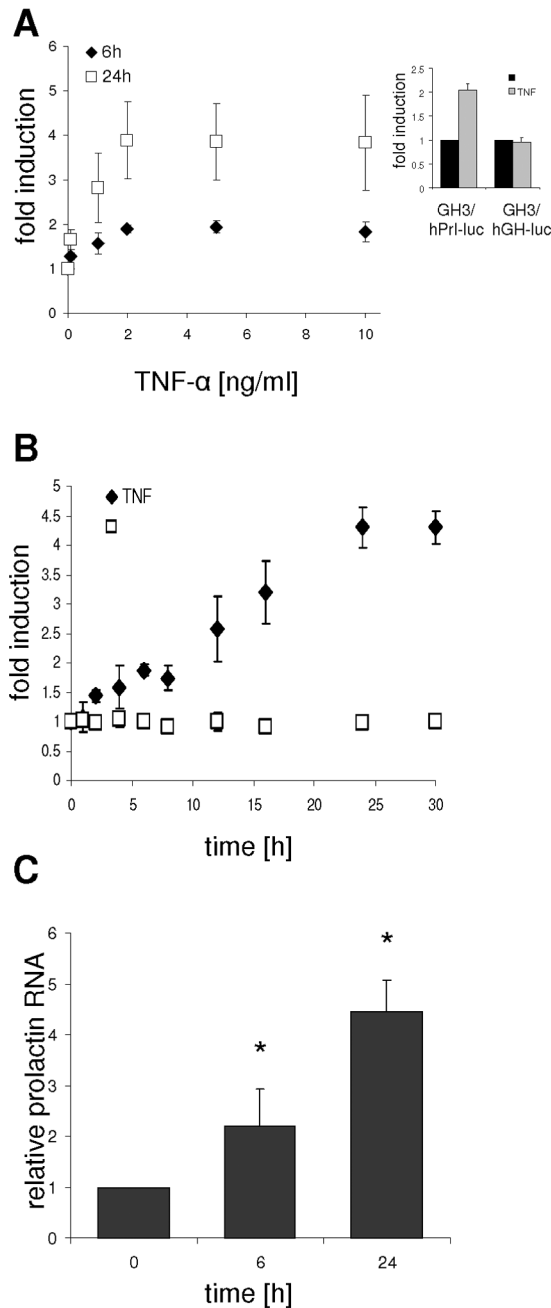 A
6h
24h
fold induction
6
5
4
3
2
1
0
0 2 4 6 8 10
TNF-α [ng/ml]
fold induction
2.5
2
1.5
1
0.5
0
TNF
GH3/
hPrl-luc
GH3/
hGH-luc
B
TNF
fold induction
5
4.5
4
3.5
3
2.5
2
1.5
1
0.5
0
0 5 10 15 20 25 30
time [h]
C
relative prolactin RNA
6
5
4
3
2
1
0
*
*
0 6 24
time [h]